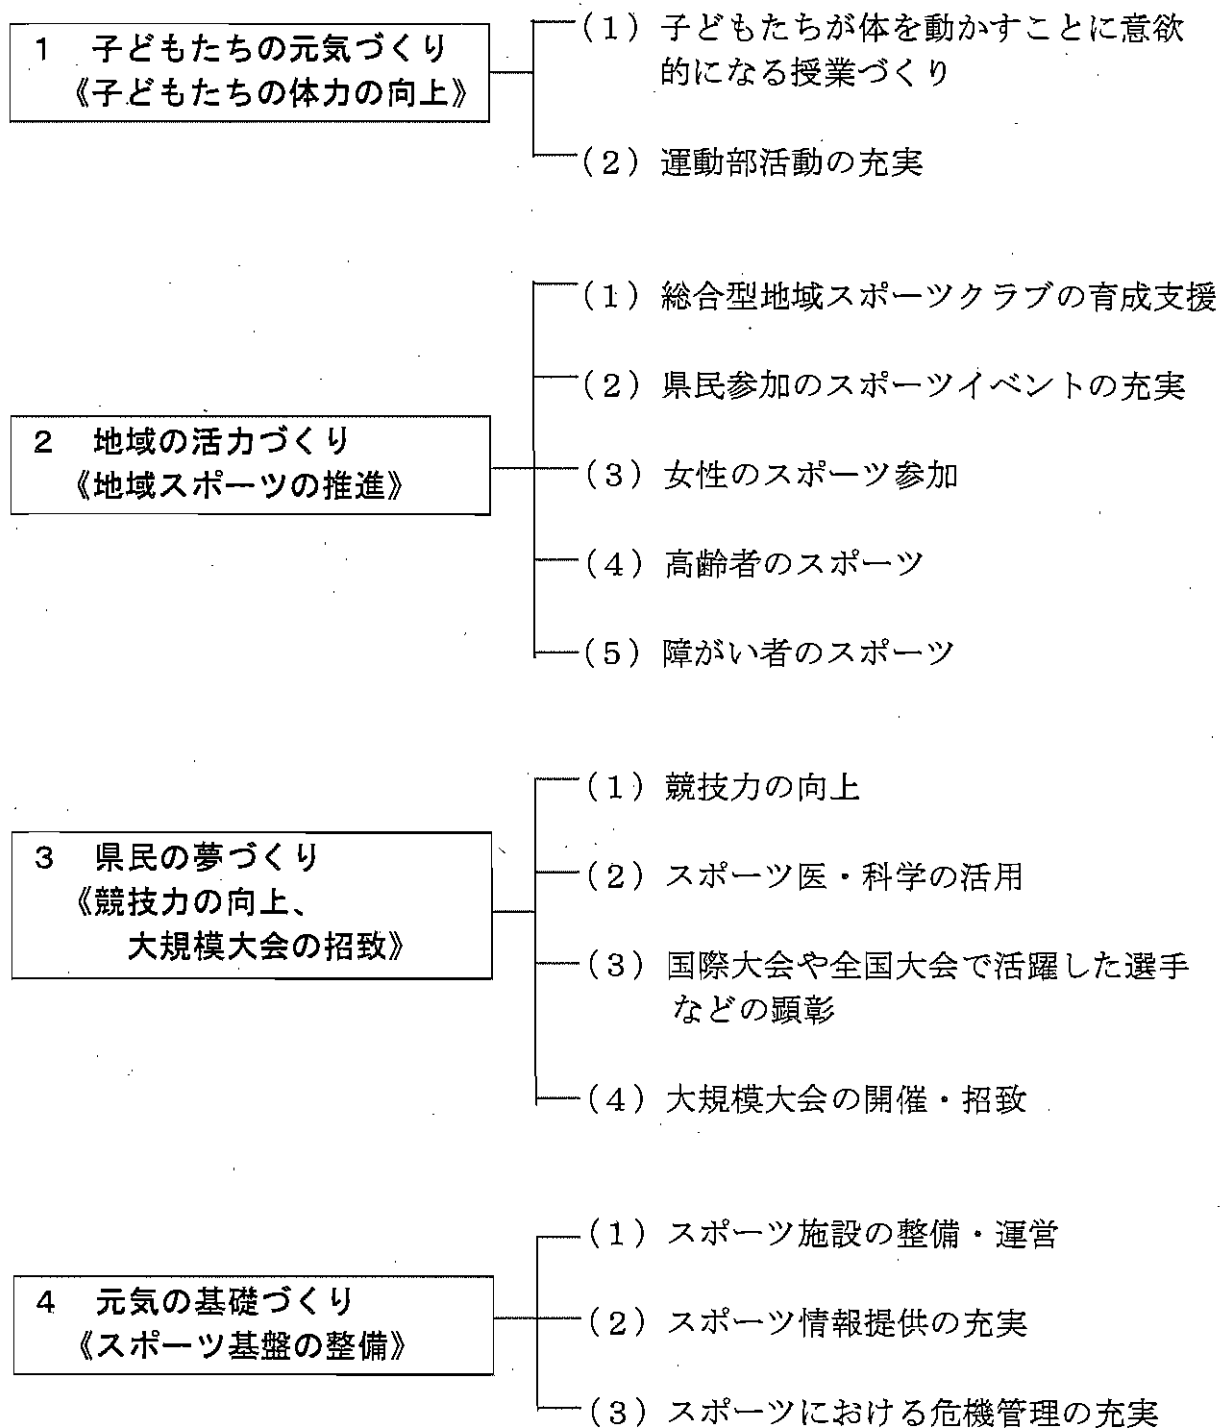 1　子どもたちの元気づくり
《子どもたちの体力の向上》
（1）子どもたちが体を動かすことに意欲
的になる授業づくり
（2）運動部活動の充実
2　地域の活力づくり
《地域スポーツの推進》
（1）総合型地域スポーツクラブの育成支援
（2）県民参加のスポーツイベントの充実
（3）女性のスポーツ参加
（4）高齢者のスポーツ
（5）障がい者のスポーツ
3　県民の夢づくり
《競技力の向上、
大規模大会の招致》
（1）競技力の向上
（2）スポーツ医・科学の活用
（3）国際大会や全国大会で活躍した選手
などの顕彰
（4）大規模大会の開催・招致
4　元気の基礎づくり
《スポーツ基盤の整備》
（1）スポーツ施設の整備・運営
（2）スポーツ情報提供の充実
（3）スポーツにおける危機管理の充実